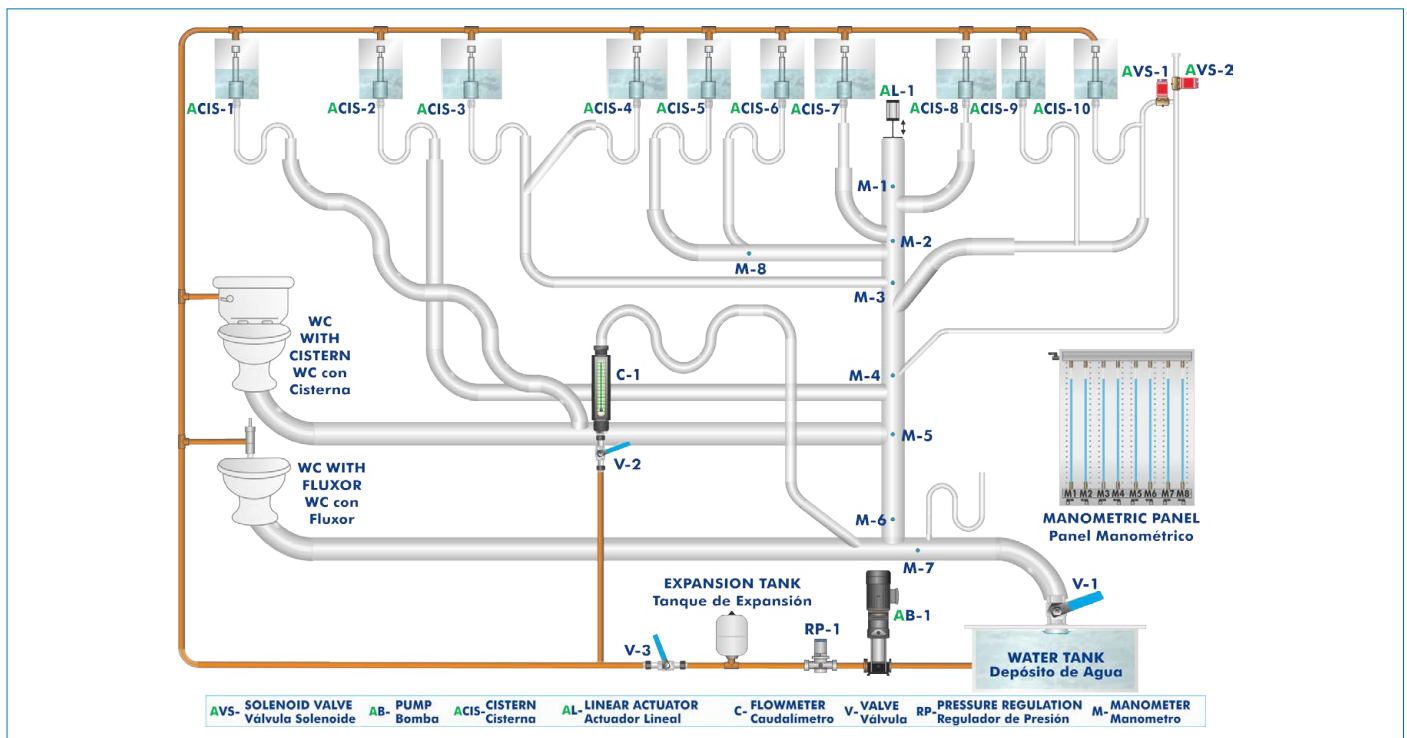 AVS-1
AVS-2
AL-1
ACIS-1
ACIS-2
ACIS-3
ACIS-4
ACIS-5
ACIS-6
ACIS-7
ACIS-8
ACIS-9
ACIS-10
M-1
M-2
M-8
M-3
WC
WITH
CISTERN
WC con
Cisterna
C-1
M-4
M-5
V-2
WC WITH
FLUXOR
WC con
Fluxor
M1 M2 M3 M4 M5 M6 M7 M8
MANOMETRIC PANEL
Panel Manométrico
M-6
M-7
EXPANSION TANK
Tanque de Expansión
V-1
AB-1
RP-1
V-3
WATER TANK
Depósito de Agua
AVS- SOLENOID VALVE
Válvula Solenoide
AB- PUMP
Bomba
ACIS- CISTERN
Cisterna
AL- LINEAR ACTUATOR
Actuador Lineal
C- FLOWMETER
Caudalímetro
V- VALVE
Válvula
RP- PRESSURE REGULATION
Regulador de Presión
M- MANOMETER
Manometro